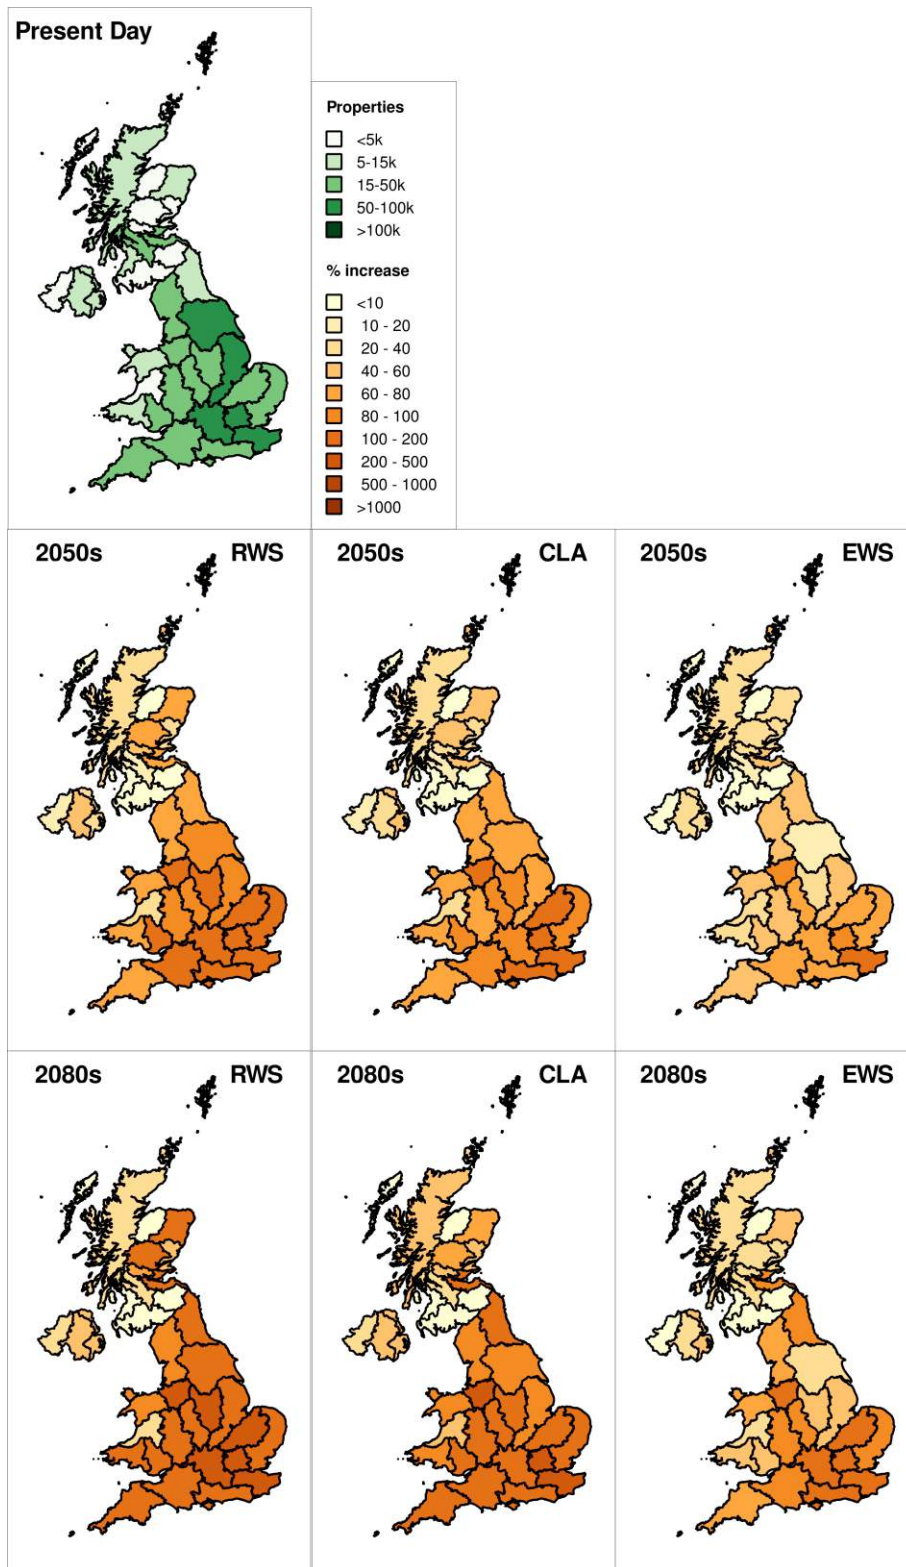 Present Day
Properties
<5k
5-15k
15-50k
50-100k
>100k
% increase
<10
10 - 20
20 - 40
40 - 60
60 - 80
80 - 100
100 - 200
200 - 500
500 - 1000
>1000
2050s RWS
2050s CLA
2050s EWS
2080s RWS
2080s CLA
2080s EWS